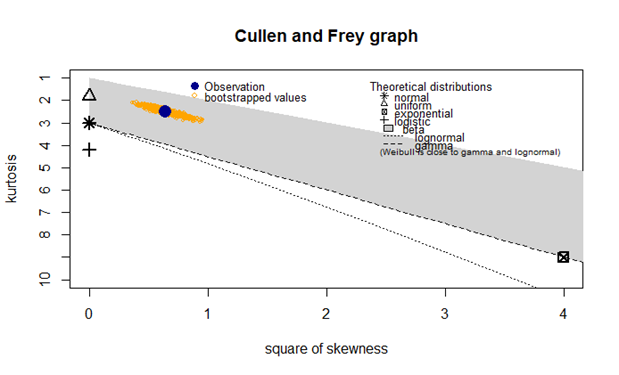 Cullen and Frey graph
Observation
bootstrapped values
Theoretical distributions
normal
uniform
exponential
logistic
beta
lognormal
gamma
(Weibull is close to gamma and lognormal)
kurtosis
1
2
3
4
5
6
7
8
10
0
1
2
3
4
square of skewness